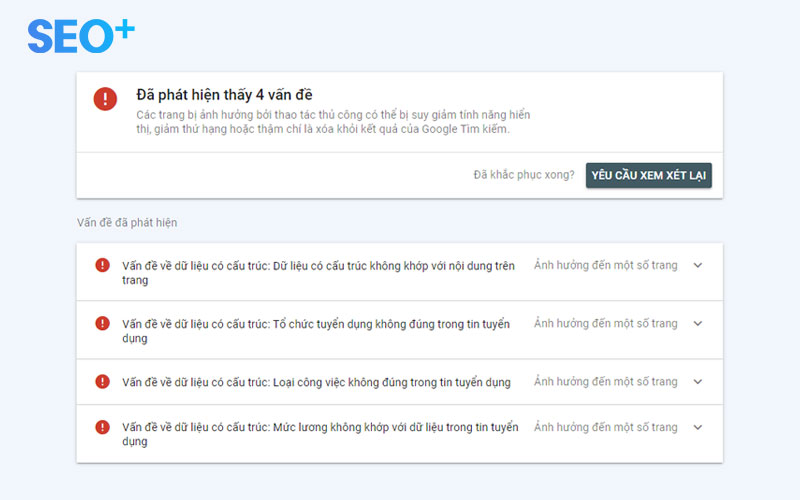 SEO+
Đã phát hiện thấy 4 vấn đề
Các trang bị ảnh hưởng bởi thao tác thủ công có thể bị suy giảm tính năng hiển
thị, giảm thứ hạng hoặc thậm chí là xóa khỏi kết quả của Google Tìm kiếm.
Đã khắc phục xong?
YÊU CẦU XEM XÉT LẠI
Vấn đề đã phát hiện
Vấn đề về dữ liệu có cấu trúc: Dữ liệu có cấu trúc không khớp với nội dung trên
trang
Ảnh hưởng đến một số trang
Vấn đề về dữ liệu có cấu trúc: Tổ chức tuyển dụng không đúng trong tin tuyển
dụng
Ảnh hưởng đến một số trang
Vấn đề về dữ liệu có cấu trúc: Loại công việc không đúng trong tin tuyển dụng
Ảnh hưởng đến một số trang
Vấn đề về dữ liệu có cấu trúc: Mức lương không khớp với dữ liệu trong tin tuyển
dụng
Ảnh hưởng đến một số trang